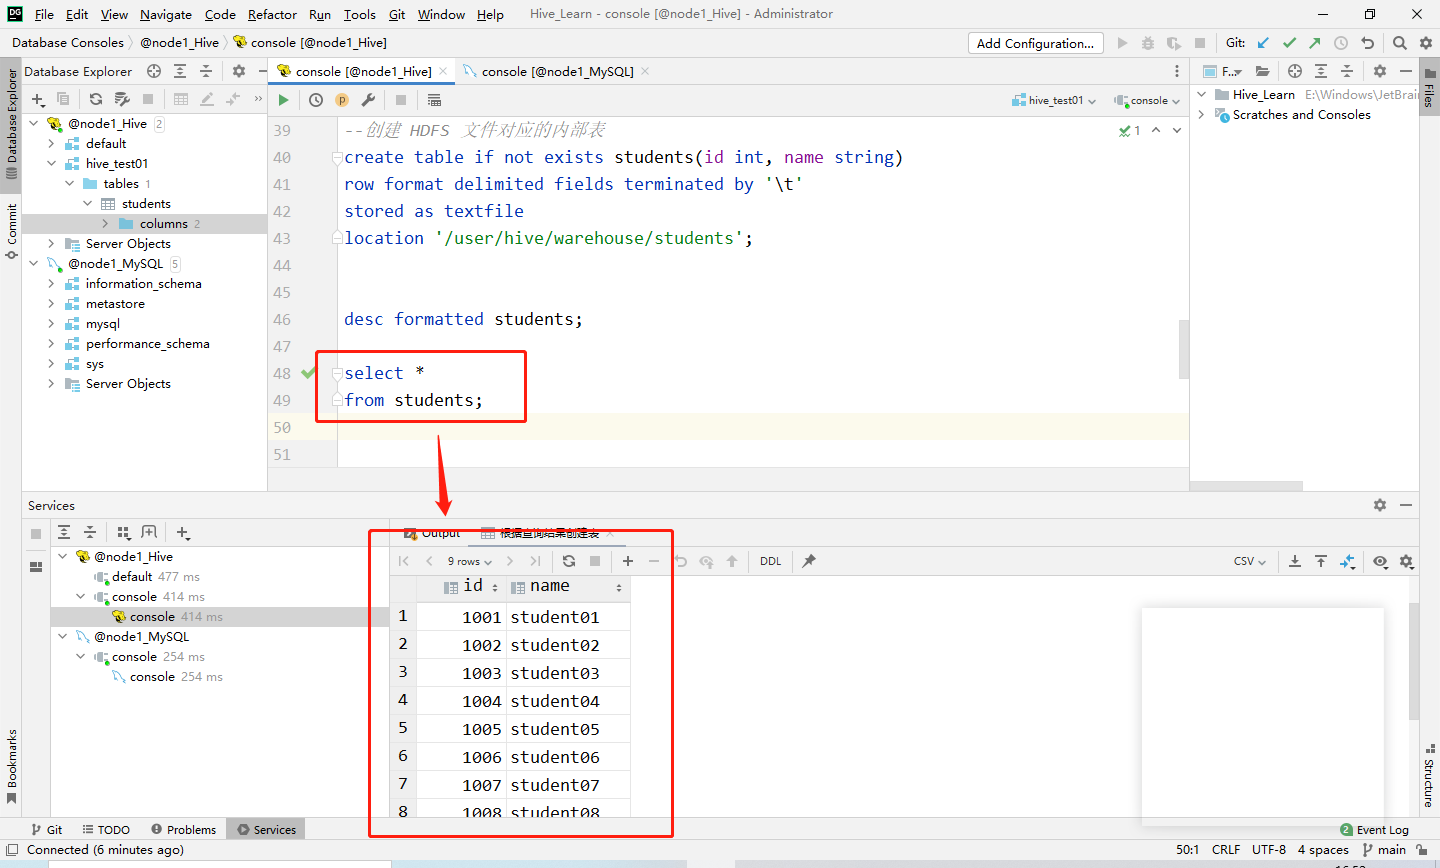 DG File Edit View Navigate Code Refactor Run Tools Git Window Help Hive_Learn - console [@node1_Hive] - Administrator
Database Consoles @node1_Hive console [@node1_Hive] Add Configuration... Git:
Database Explorer
console [@node1_Hive]
console [@node1_MySQL]
F..
hive_test01
console
Database Explorer
Commit
Bookmarks
@node1_Hive 2
default
hive_test01
tables 1
students
columns 2
Server Objects
@node1_MySQL 5
information_schema
metastore
mysql
performance_schema
sys
Server Objects
39 --创建 HDFS 文件对应的内部表
40 create table if not exists students(id int, name string)
41 row format delimited fields terminated by '\t'
42 stored as textfile
43 location '/user/hive/warehouse/students';
44
45
46 desc formatted students;
47
48 select *
49 from students;
50
51
1
Hive_Learn E:\Windows\JetBrai
Scratches and Consoles
Files
Structure
Services
@node1_Hive
default 477 ms
console 414 ms
console 414 ms
@node1_MySQL
console 254 ms
console 254 ms
Output 根据查询结果创建表
9 rows DDL CSV
id name
1 1001 student01
2 1002 student02
3 1003 student03
4 1004 student04
5 1005 student05
6 1006 student06
7 1007 student07
8 1008 student08
Git TODO Problems Services 2 Event Log
Connected (6 minutes ago) 50:1 CRLF UTF-8 4 spaces main